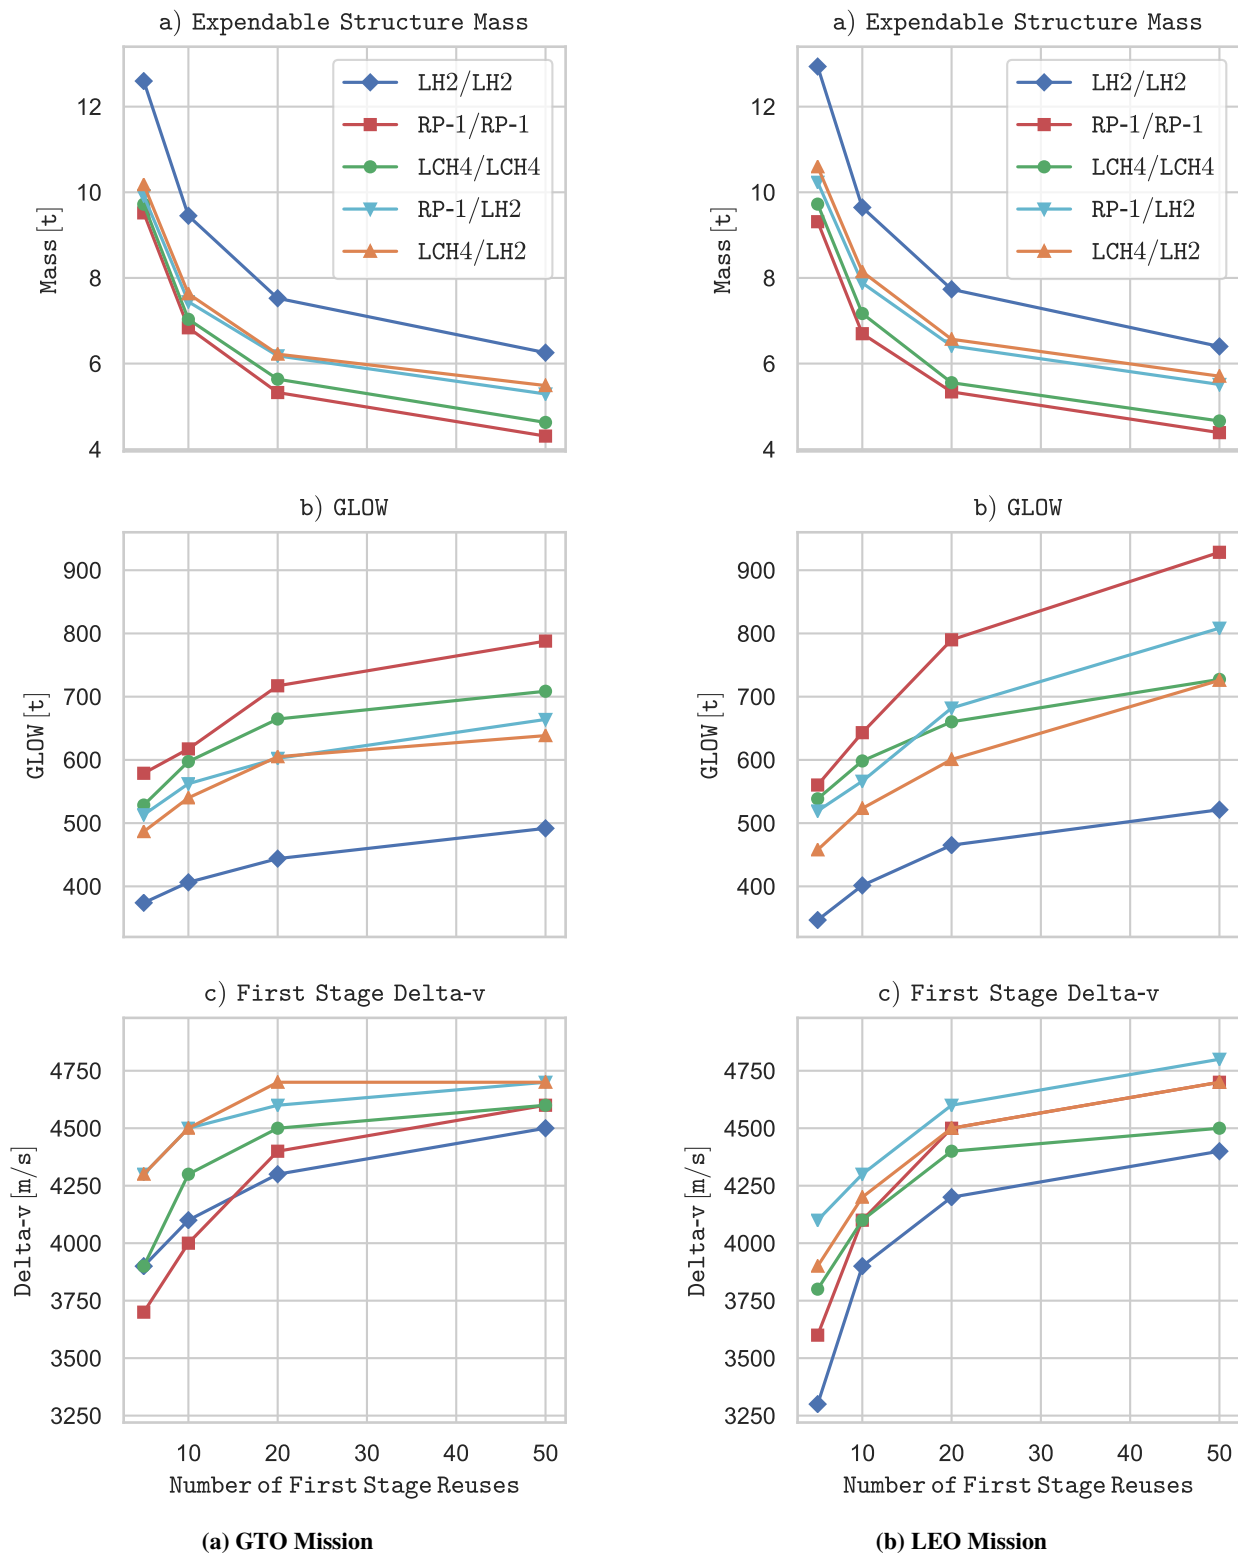 a) Expendable Structure Mass
12
10
8
6
4
Mass [t]
LH2/LH2
RP-1/RP-1
LCH4/LCH4
RP-1/LH2
LCH4/LH2
b) GLOW
900
800
700
600
500
400
GLOW [t]
c) First Stage Delta-v
4750
4500
4250
4000
3750
3500
3250
Delta-v [m/s]
10 20 30 40 50
Number of First Stage Reuses
(a) GTO Mission
a) Expendable Structure Mass
12
10
8
6
4
Mass [t]
LH2/LH2
RP-1/RP-1
LCH4/LCH4
RP-1/LH2
LCH4/LH2
b) GLOW
900
800
700
600
500
400
GLOW [t]
c) First Stage Delta-v
4750
4500
4250
4000
3750
3500
3250
Delta-v [m/s]
10 20 30 40 50
Number of First Stage Reuses
(b) LEO Mission